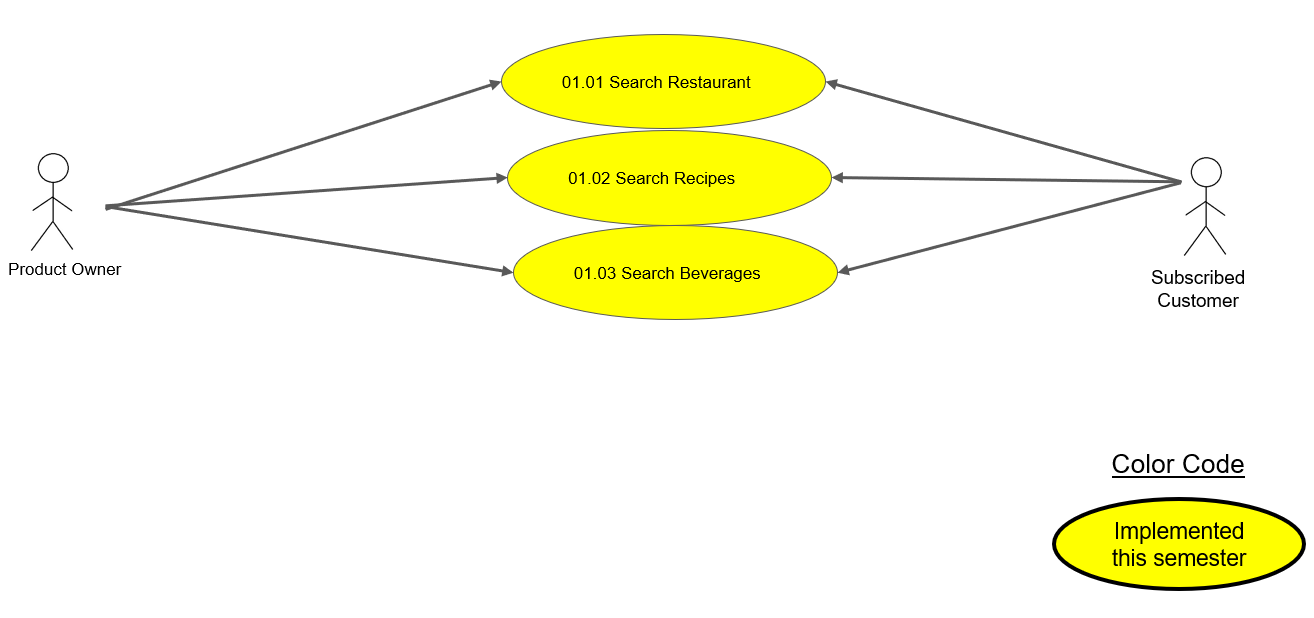 01.01 Search Restaurant
01.02 Search Recipes
01.03 Search Beverages
Product Owner
Subscribed
Customer
Color Code
Implemented
this semester